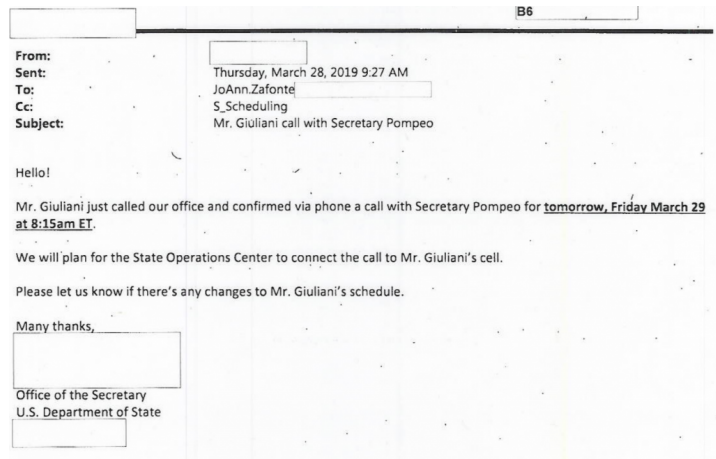 B6
From:
Sent: Thursday, March 28, 2019 9:27 AM
To: JoAnn.Zafonte
Cc: S_Scheduling
Subject: Mr. Giuliani call with Secretary Pompeo
Hello!
Mr. Giuliani just called our office and confirmed via phone a call with Secretary Pompeo for tomorrow, Friday March 29
at 8:15am ET.
We will plan for the State Operations Center to connect the call to Mr. Giuliani's cell.
Please let us know if there's any changes to Mr. Giuliani's schedule.
Many thanks,
Office of the Secretary
U.S. Department of State